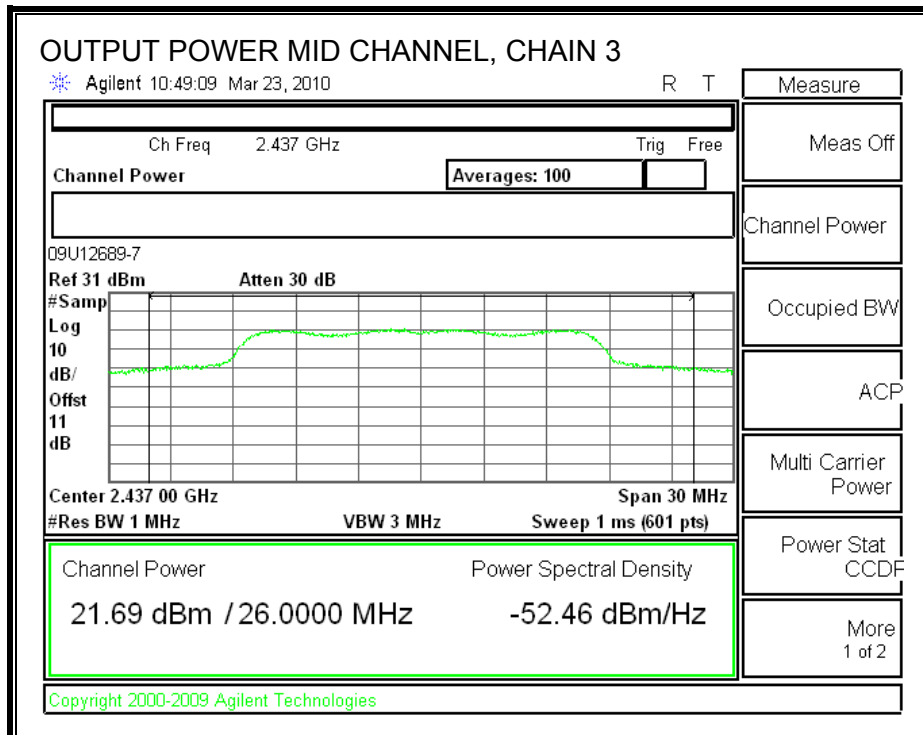 OUTPUT POWER MID CHANNEL, CHAIN 3
Agilent 10:49:09 Mar 23, 2010 R T
Ch Freq 2.437 GHz Trig Free
Channel Power Averages: 100
09U12689-7
Ref 31 dBm Atten 30 dB
#Samp
Log
10
dB/
Offst
11
dB
Center 2.437 00 GHz Span 30 MHz
#Res BW 1 MHz VBW 3 MHz Sweep 1 ms (601 pts)
Channel Power Power Spectral Density
21.69 dBm / 26.0000 MHz -52.46 dBm/Hz
Copyright 2000-2009 Agilent Technologies
Measure
Meas Off
Channel Power
Occupied BW
ACP
Multi Carrier
Power
Power Stat
CCDF
More
1 of 2